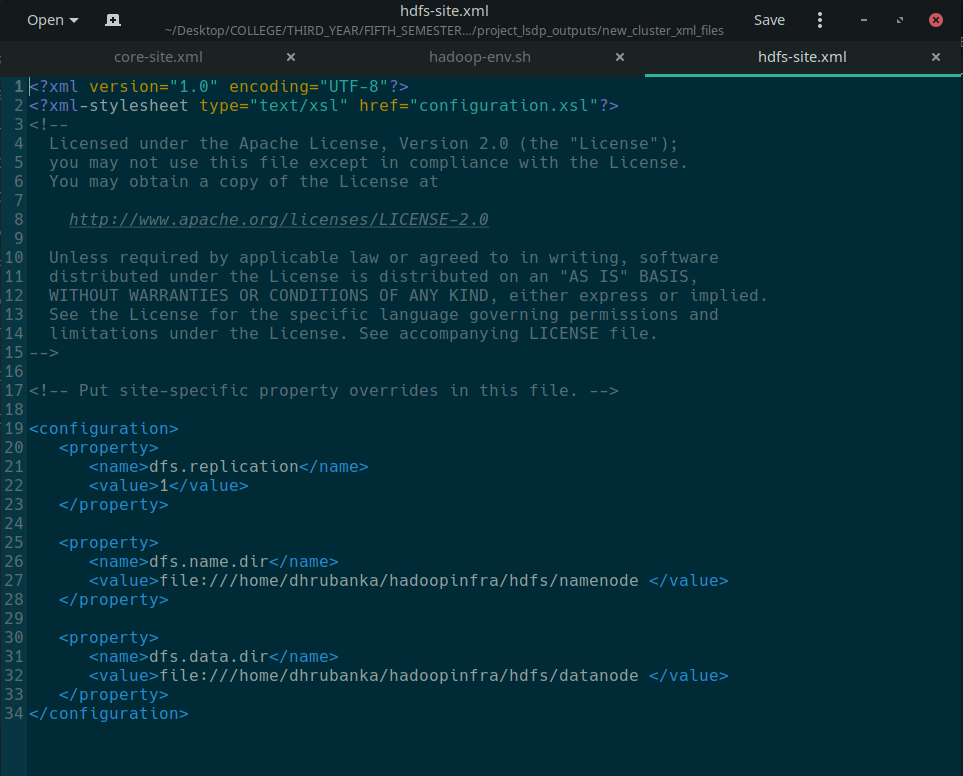 hdfs-site.xml
Open Save
~/Desktop/COLLEGE/THIRD_YEAR/FIFTH_SEMESTER.../project_lsdp_outputs/new_cluster_xml_files
core-site.xml hadoop-env.sh hdfs-site.xml
1 <?xml version="1.0" encoding="UTF-8"?>
2 <?xml-stylesheet type="text/xsl" href="configuration.xsl"?>
3 <!--
4   Licensed under the Apache License, Version 2.0 (the "License");
5   you may not use this file except in compliance with the License.
6   You may obtain a copy of the License at
7
8     http://www.apache.org/licenses/LICENSE-2.0
9
10   Unless required by applicable law or agreed to in writing, software
11   distributed under the License is distributed on an "AS IS" BASIS,
12   WITHOUT WARRANTIES OR CONDITIONS OF ANY KIND, either express or implied.
13   See the License for the specific language governing permissions and
14   limitations under the License. See accompanying LICENSE file.
15 -->
16
17 <!-- Put site-specific property overrides in this file. -->
18
19 <configuration>
20    <property>
21       <name>dfs.replication</name>
22       <value>1</value>
23    </property>
24
25    <property>
26       <name>dfs.name.dir</name>
27       <value>file:///home/dhrubanka/hadoopinfra/hdfs/namenode </value>
28    </property>
29
30    <property>
31       <name>dfs.data.dir</name>
32       <value>file:///home/dhrubanka/hadoopinfra/hdfs/datanode </value>
33    </property>
34 </configuration>